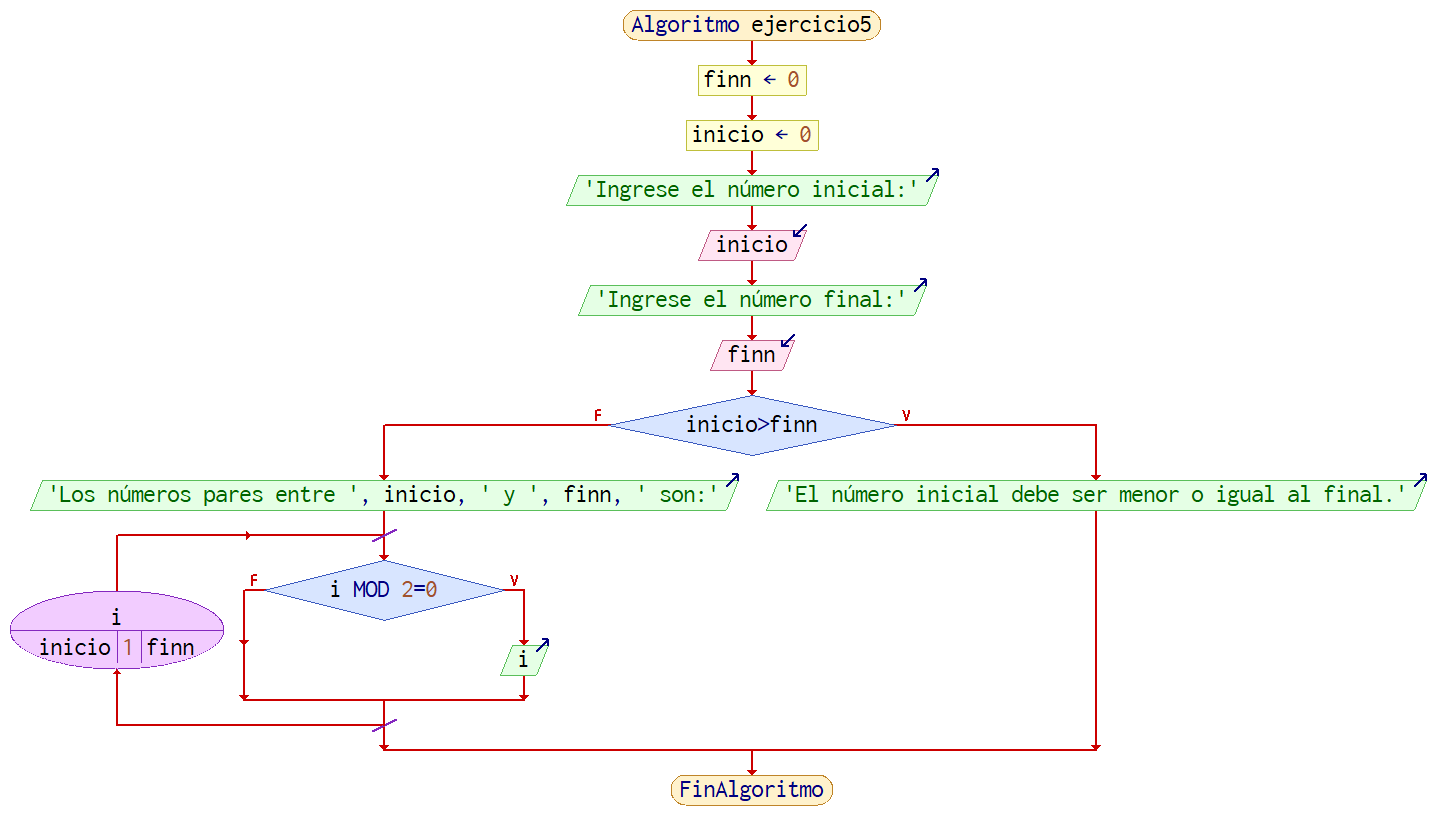 Algoritmo ejercicio5
finn ← 0
inicio ← 0
'Ingrese el número inicial:'
inicio
'Ingrese el número final:'
finn
F
inicio>finn
V
'Los números pares entre ', inicio, ' y ', finn, ' son:'
'El número inicial debe ser menor o igual al final.'
F
i MOD 2=0
V
i
inicio 1 finn
i
FinAlgoritmo